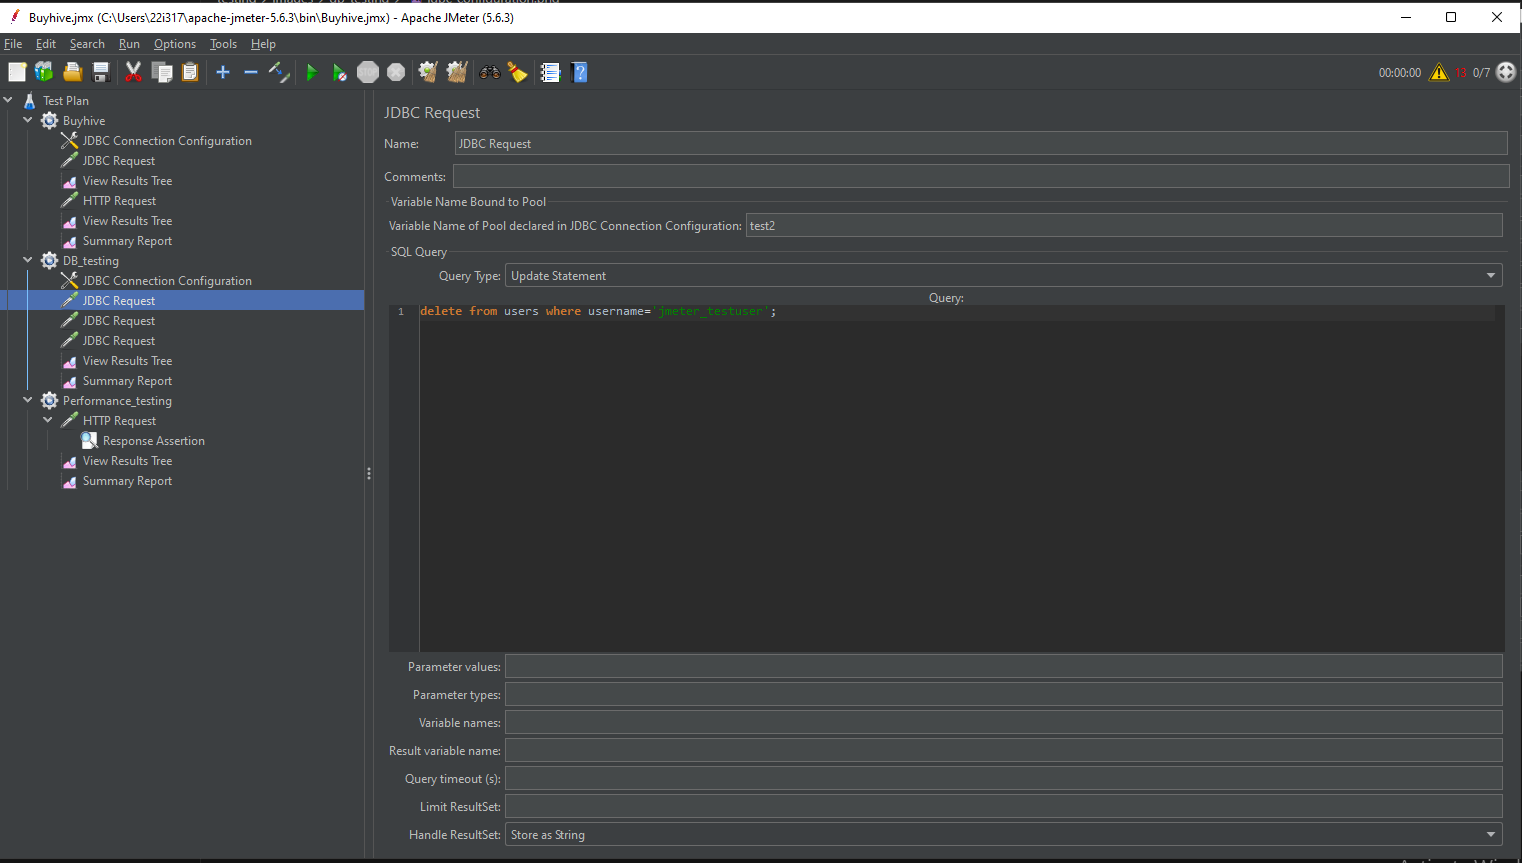 Buyhive.jmx (C:\Users\22i317\apache-jmeter-5.6.3\bin\Buyhive.jmx) - Apache JMeter (5.6.3)
File Edit Search Run Options Tools Help
00:00:00 13 0/7
Test Plan
Buyhive
JDBC Connection Configuration
JDBC Request
View Results Tree
HTTP Request
View Results Tree
Summary Report
DB_testing
JDBC Connection Configuration
JDBC Request
JDBC Request
JDBC Request
View Results Tree
Summary Report
Performance_testing
HTTP Request
Response Assertion
View Results Tree
Summary Report
JDBC Request
Name: JDBC Request
Comments:
Variable Name Bound to Pool
Variable Name of Pool declared in JDBC Connection Configuration: test2
SQL Query
Query Type: Update Statement
Query:
1 delete from users where username='jmeter_testuser';
Parameter values:
Parameter types:
Variable names:
Result variable name:
Query timeout (s):
Limit ResultSet:
Handle ResultSet: Store as String